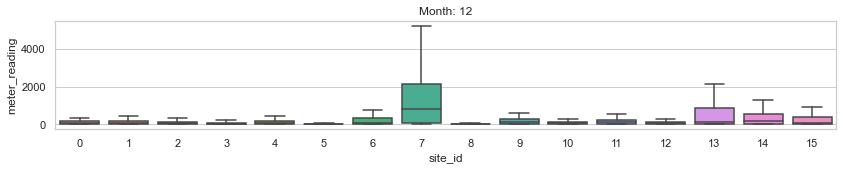 Month: 12
meter_reading
4000
2000
0
0 1 2 3 4 5 6 7 8 9 10 11 12 13 14 15
site_id